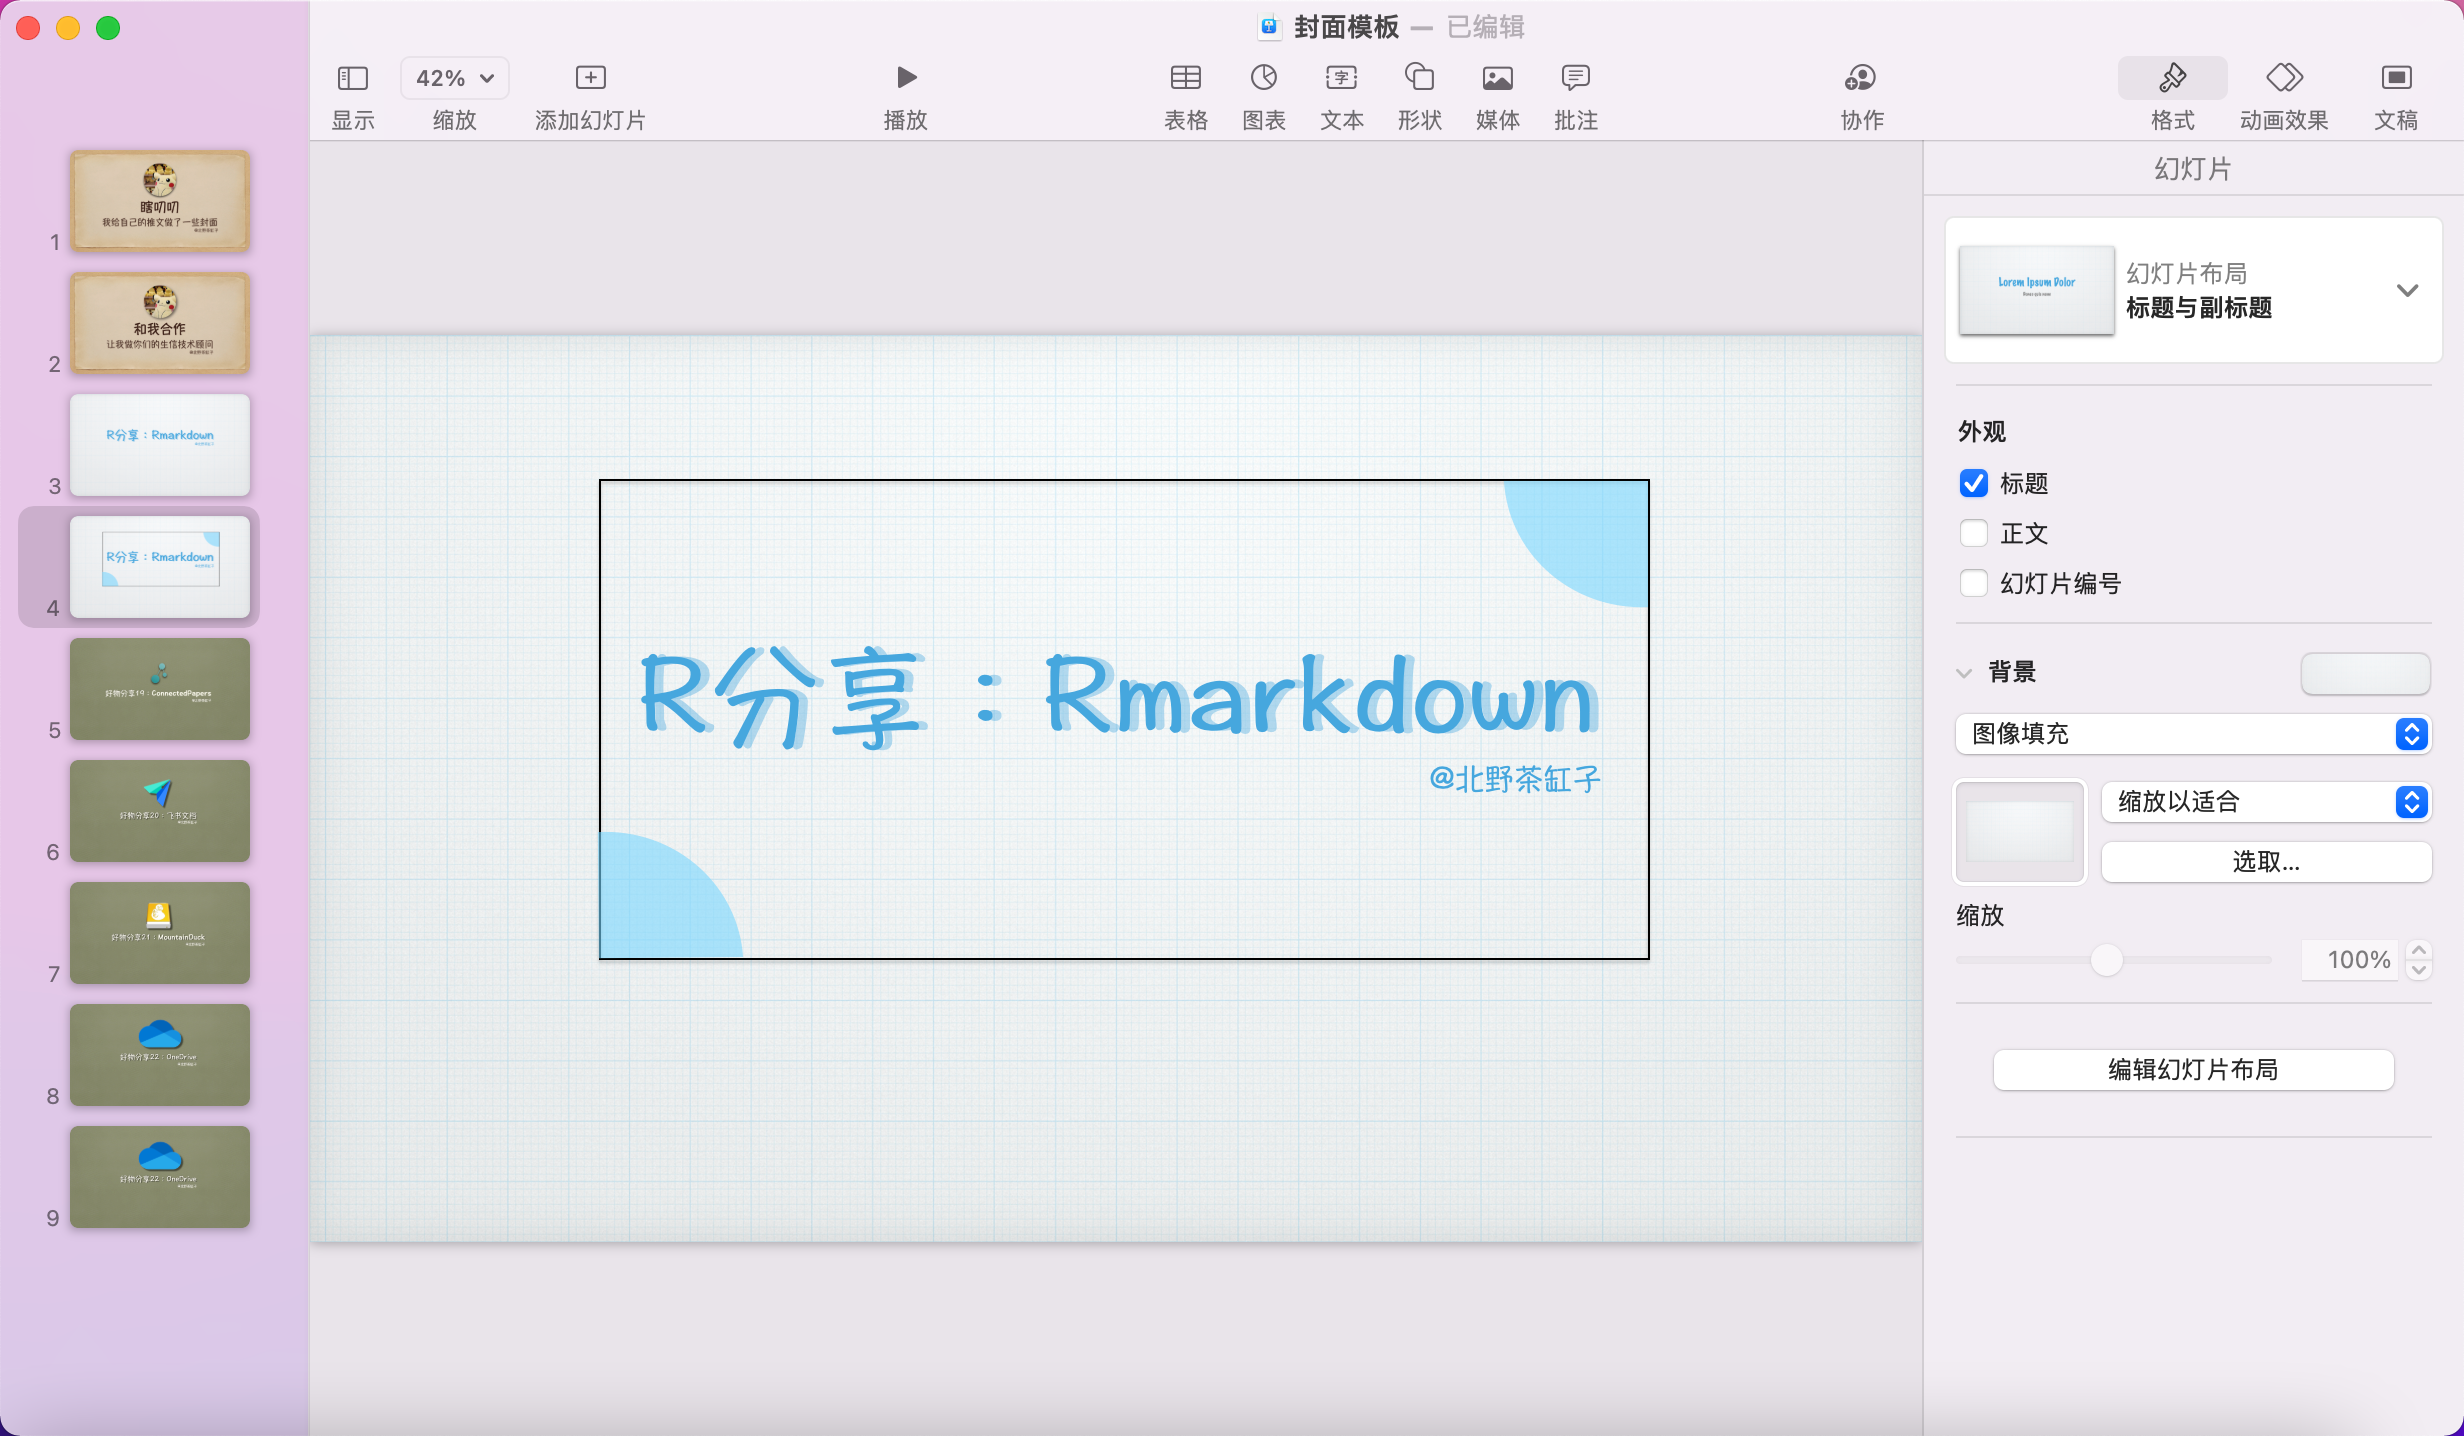 封面模板 — 已编辑
42%
显示
缩放
添加幻灯片
播放
表格
图表
文本
形状
媒体
批注
协作
格式
动画效果
文稿
1
瞎叨叨
我给自己的推文做了一些封面
2
和我合作
让我做你们的生信技术顾问
3
R分享：Rmarkdown
4
R分享：Rmarkdown
5
好物分享19：ConnectedPapers
6
好物分享20：飞书文档
7
好物分享21：MountainDuck
8
好物分享22：OneDrive
9
好物分享22：OneDrive
R分享：Rmarkdown
@北野茶缸子
幻灯片
Lorem Ipsum Dolor
幻灯片布局
标题与副标题
外观
标题
正文
幻灯片编号
背景
图像填充
缩放以适合
选取...
缩放
100%
编辑幻灯片布局